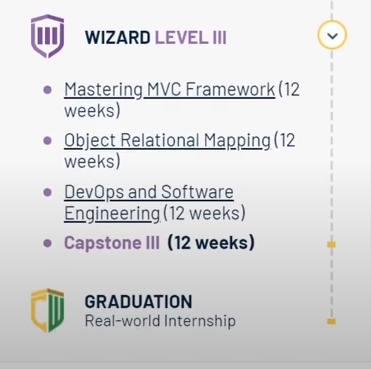 WIZARD LEVEL III
Mastering MVC Framework (12
weeks)
Object Relational Mapping (12
weeks)
DevOps and Software
Engineering (12 weeks)
Capstone III (12 weeks)
GRADUATION
Real-world Internship